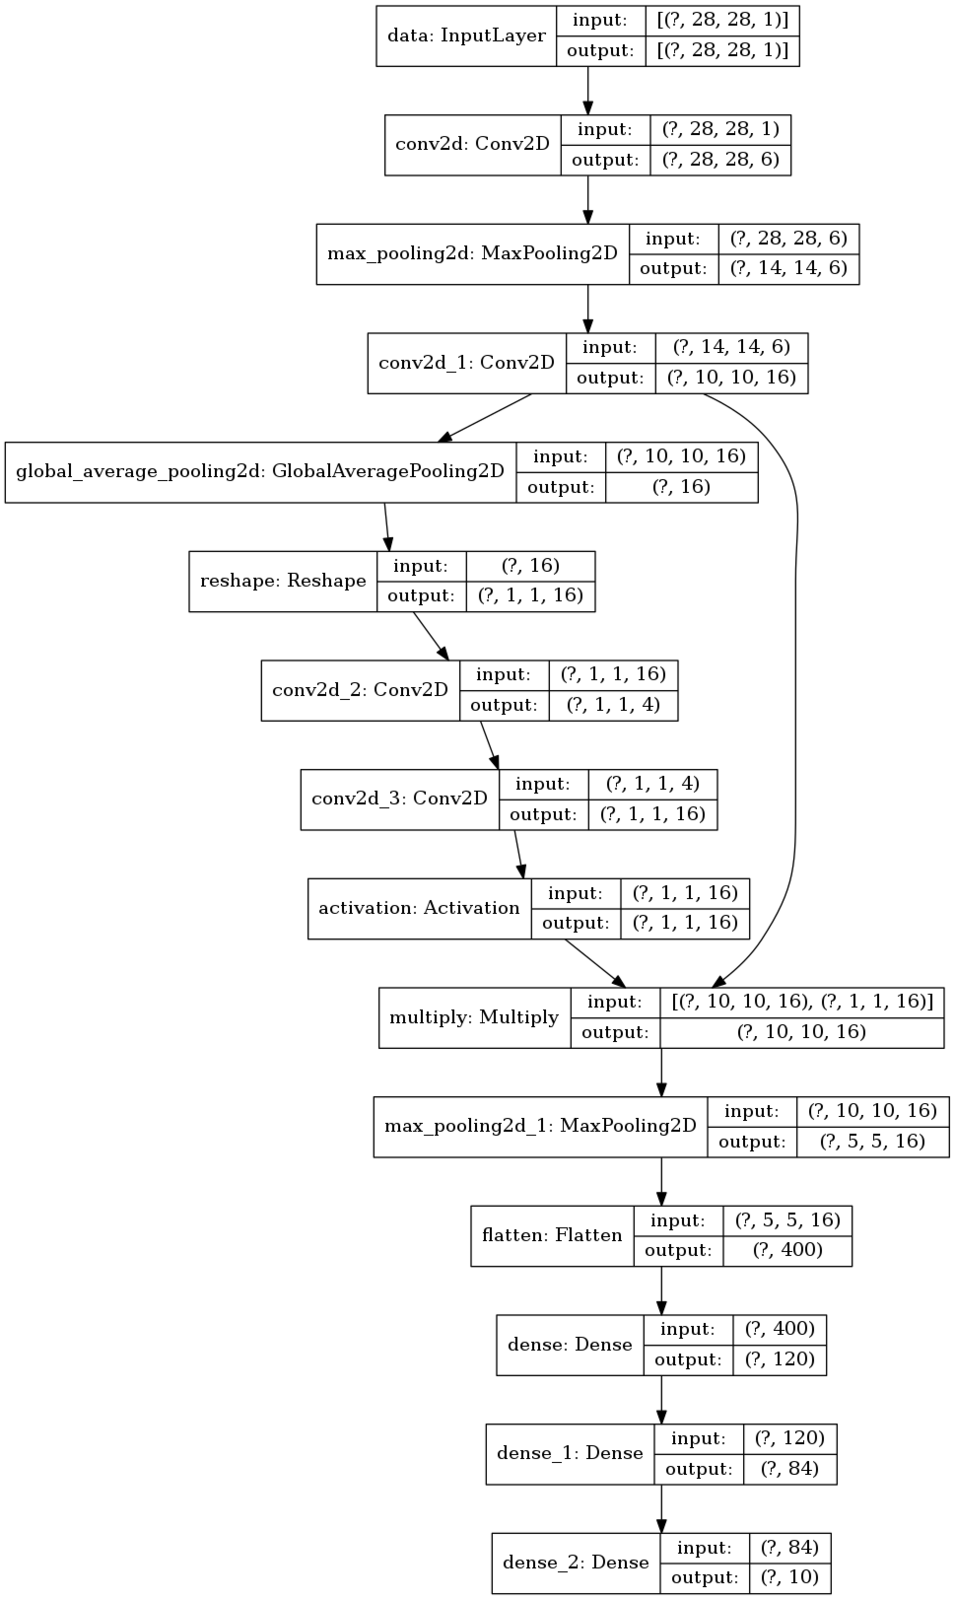 data: InputLayer
input: [(?, 28, 28, 1)]
output: [(?, 28, 28, 1)]
conv2d: Conv2D
input: (?, 28, 28, 1)
output: (?, 28, 28, 6)
max_pooling2d: MaxPooling2D
input: (?, 28, 28, 6)
output: (?, 14, 14, 6)
conv2d_1: Conv2D
input: (?, 14, 14, 6)
output: (?, 10, 10, 16)
global_average_pooling2d: GlobalAveragePooling2D
input: (?, 10, 10, 16)
output: (?, 16)
reshape: Reshape
input: (?, 16)
output: (?, 1, 1, 16)
conv2d_2: Conv2D
input: (?, 1, 1, 16)
output: (?, 1, 1, 4)
conv2d_3: Conv2D
input: (?, 1, 1, 4)
output: (?, 1, 1, 16)
activation: Activation
input: (?, 1, 1, 16)
output: (?, 1, 1, 16)
multiply: Multiply
input: [(?, 10, 10, 16), (?, 1, 1, 16)]
output: (?, 10, 10, 16)
max_pooling2d_1: MaxPooling2D
input: (?, 10, 10, 16)
output: (?, 5, 5, 16)
flatten: Flatten
input: (?, 5, 5, 16)
output: (?, 400)
dense: Dense
input: (?, 400)
output: (?, 120)
dense_1: Dense
input: (?, 120)
output: (?, 84)
dense_2: Dense
input: (?, 84)
output: (?, 10)